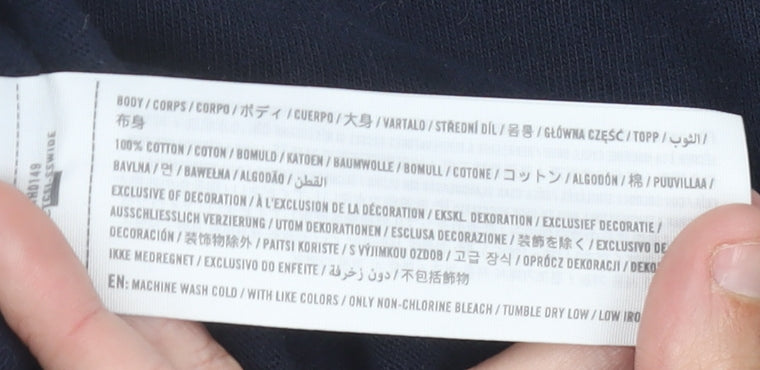 BODY / CORPS / CORPO / ボディ / CUERPO / 大身 / VARTALO / STŘEDNÍ DÍL / 몸통 / GŁÓWNA CZĘŚĆ / TOPP / الثوب /
布身
100% COTTON / COTON / BOMULD / KATOEN / BAUMWOLLE / BOMULL / COTONE / コットン / ALGODÓN / 棉 / PUUVILLAA /
BAVLNA / 면 / BAWEŁNA / ALGODÃO / القطن
EXCLUSIVE OF DECORATION / À L'EXCLUSION DE LA DÉCORATION / EKSKL. DEKORATION / EXCLUSIEF DECORATIE /
AUSSCHLIESSLICH VERZIERUNG / UTOM DEKORATIONEN / ESCLUSA DECORAZIONE / 装飾を除く / EXCLUSIVO DE
DECORACIÓN / 装饰物除外 / PAITSI KORISTE / S VÝJIMKOU OZDOB / 고급 장식 / OPRÓCZ DEKORACJI / DEKO
IKKE MEDREGNET / EXCLUSIVO DO ENFEITE / دون زخرفة / 不包括飾物
EN: MACHINE WASH COLD / WITH LIKE COLORS / ONLY NON-CHLORINE BLEACH / TUMBLE DRY LOW / LOW IRO